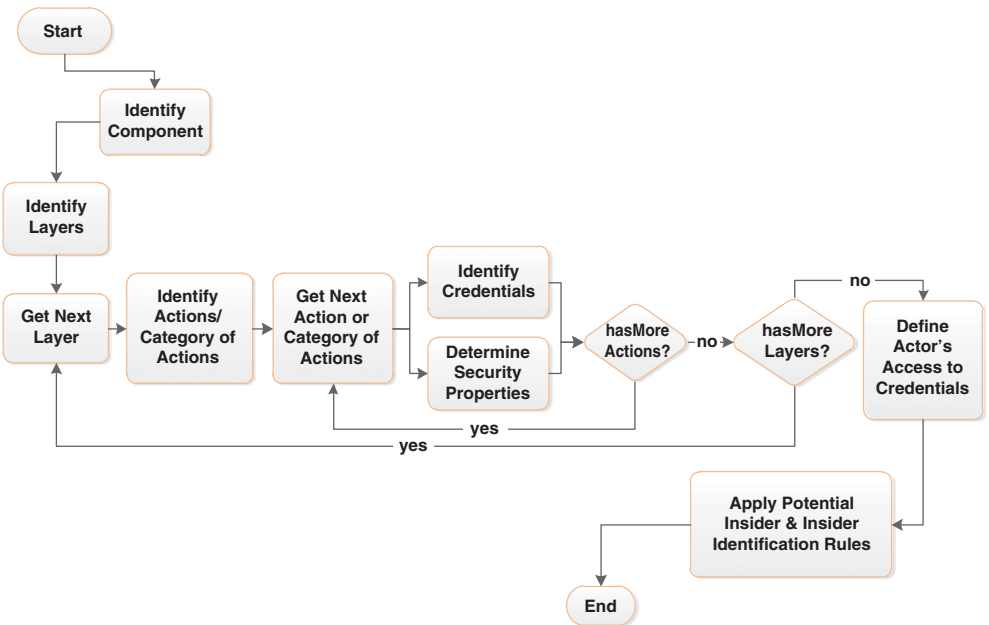 Start
Identify
Component
Identify
Layers
Get Next
Layer
Identify
Actions/
Category of
Actions
Get Next
Action or
Category of
Actions
Identify
Credentials
Determine
Security
Properties
hasMore
Actions?
no
yes
hasMore
Layers?
no
yes
Define
Actor's
Access to
Credentials
Apply Potential
Insider & Insider
Identification Rules
End